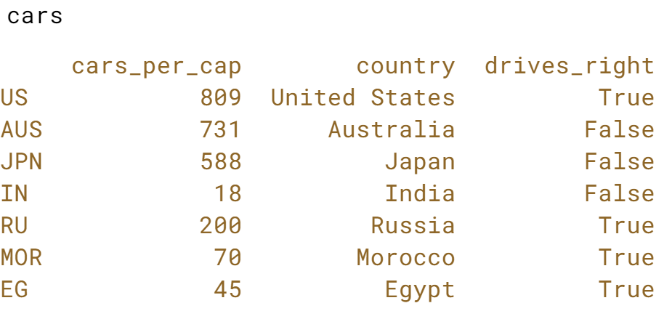 cars
cars_per_cap country drives_right
US 809 United States True
AUS 731 Australia False
JPN 588 Japan False
IN 18 India False
RU 200 Russia True
MOR 70 Morocco True
EG 45 Egypt True